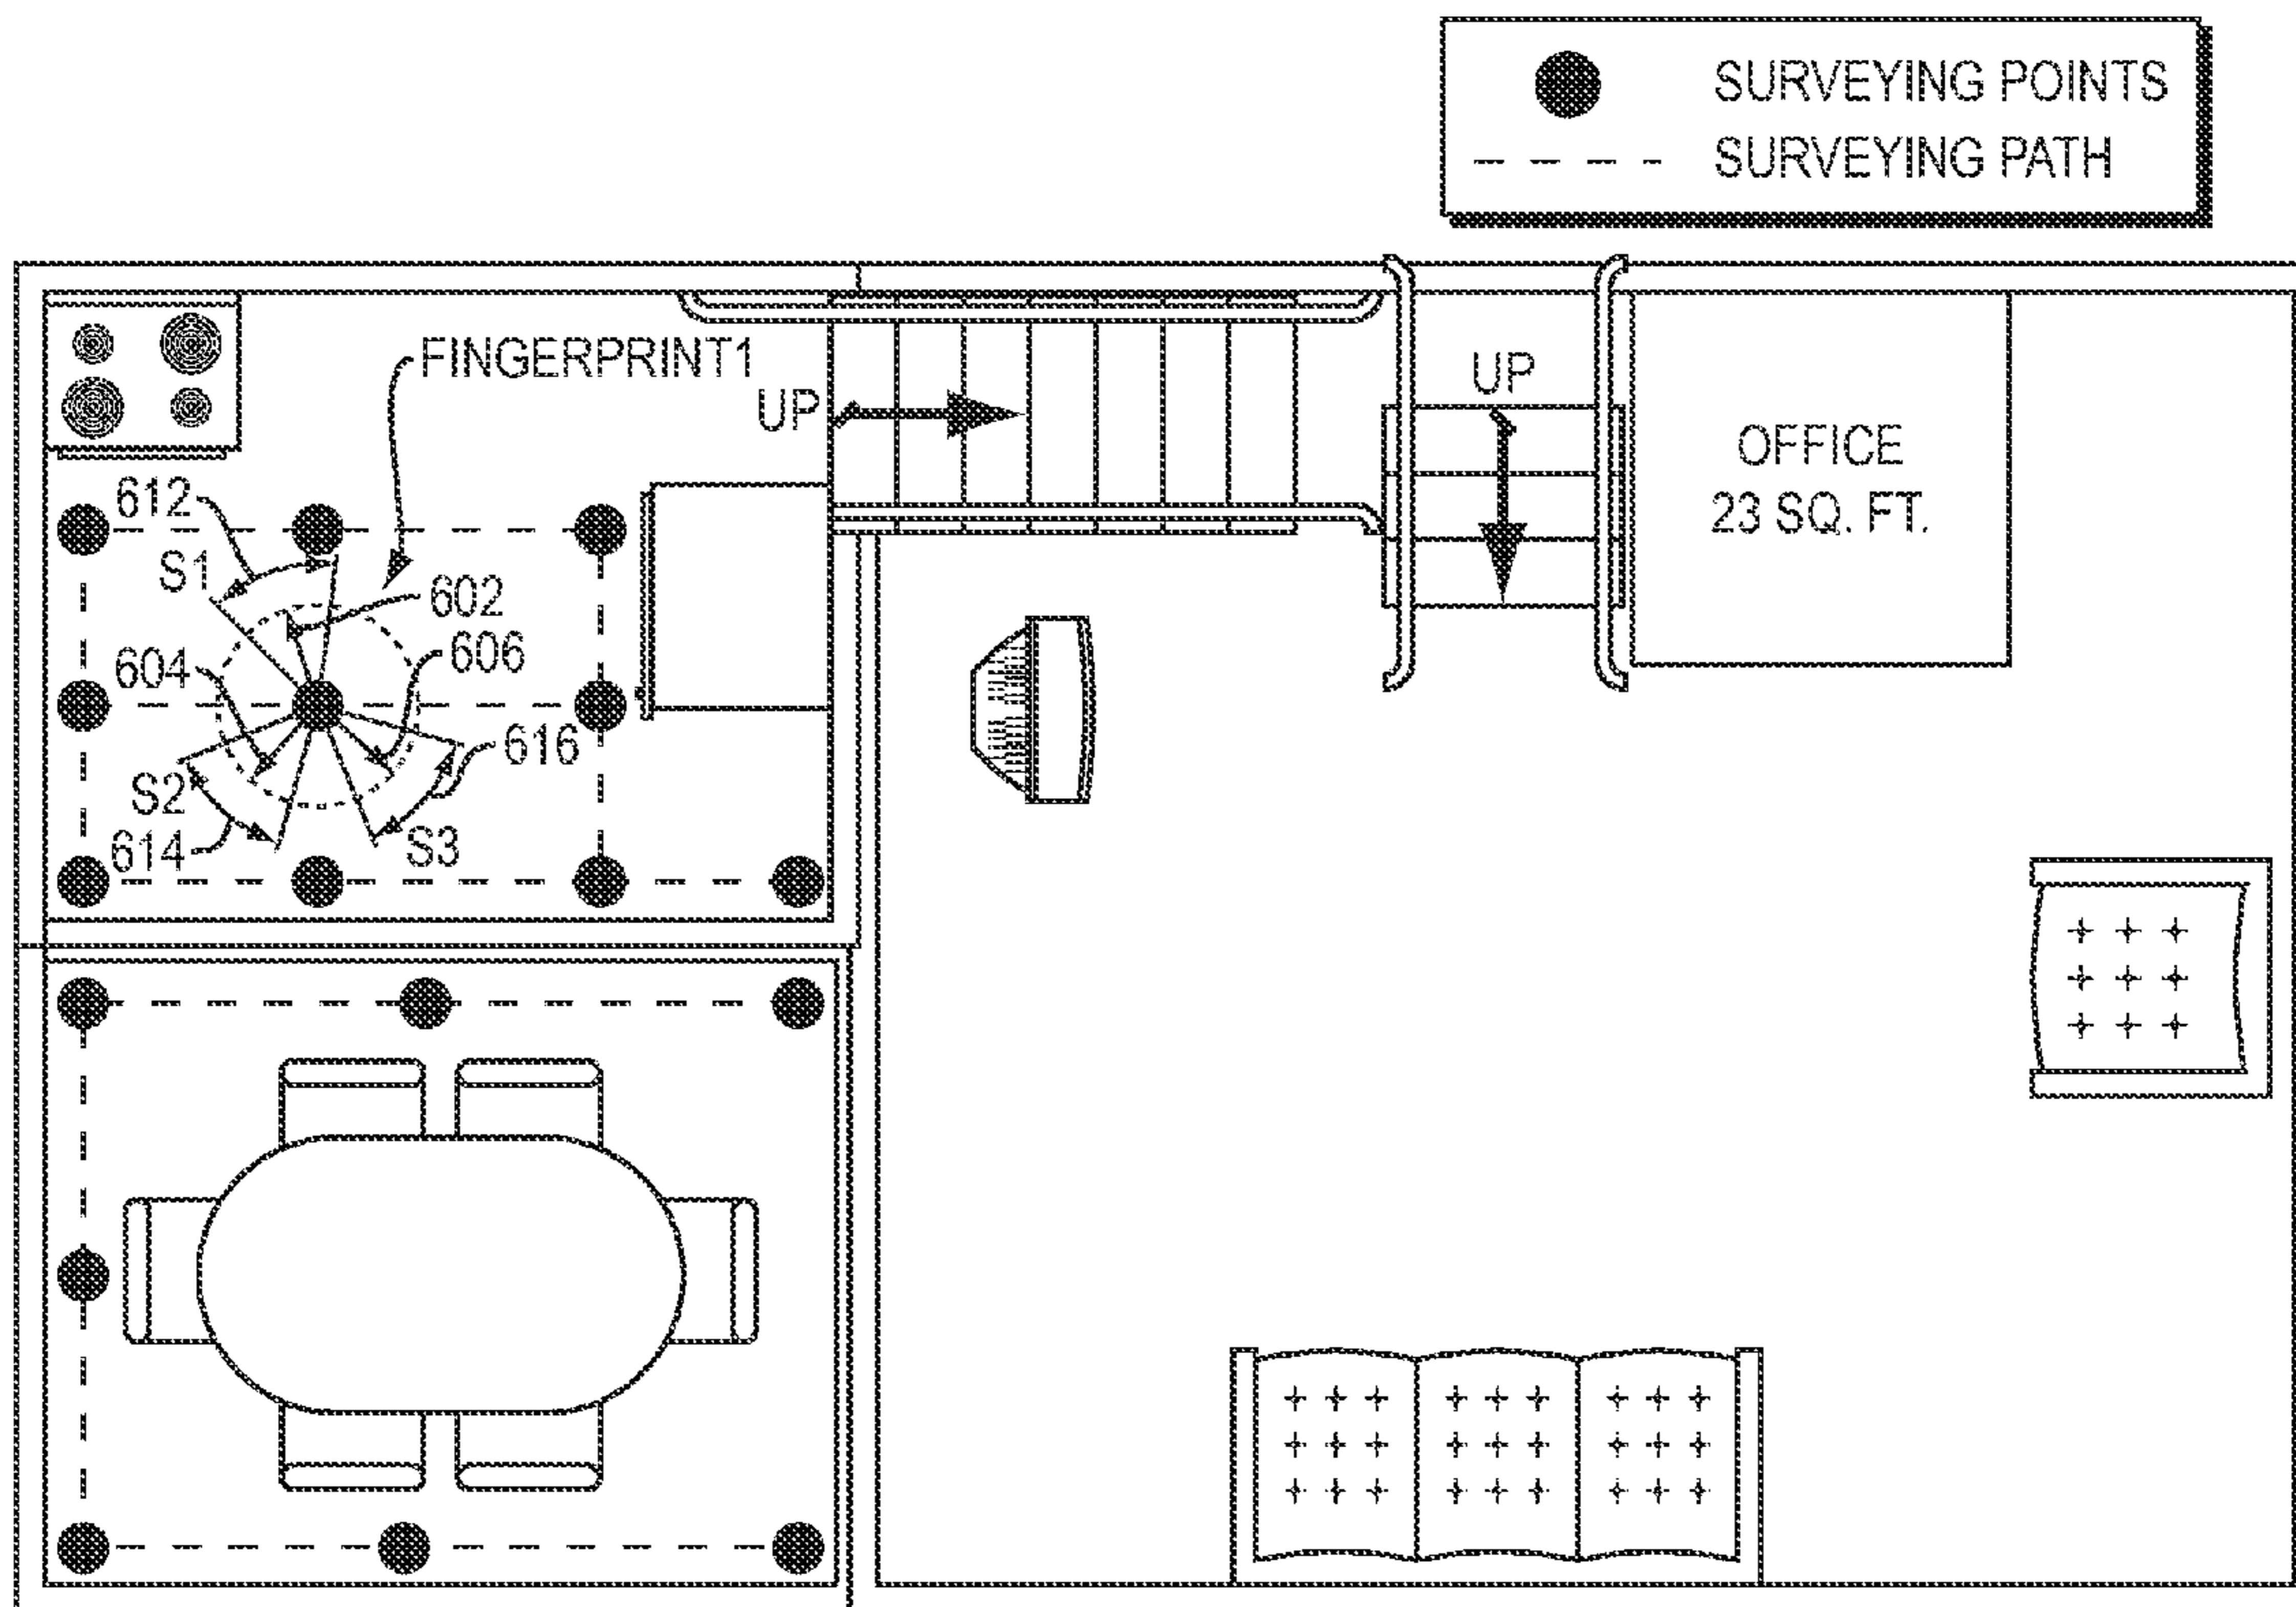 SURVEYING POINTS
SURVEYING PATH
FINGERPRINT1
UP
UP
OFFICE
23 SQ. FT.
612
S1
602
606
604
616
S2
614
S3